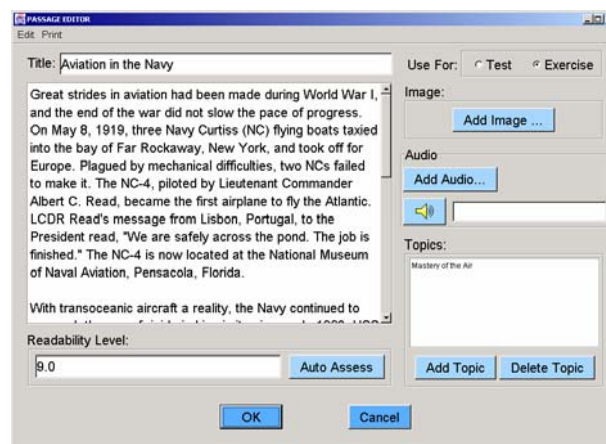 PASSAGE EDITOR
Edit Print
Title: Aviation in the Navy
Great strides in aviation had been made during World War I,
and the end of the war did not slow the pace of progress.
On May 8, 1919, three Navy Curtiss (NC) flying boats taxied
into the bay of Far Rockaway, New York, and took off for
Europe. Plagued by mechanical difficulties, two NCs failed
to make it. The NC-4, piloted by Lieutenant Commander
Albert C. Read, became the first airplane to fly the Atlantic.
LCDR Read's message from Lisbon, Portugal, to the
President read, "We are safely across the pond. The job is
finished." The NC-4 is now located at the National Museum
of Naval Aviation, Pensacola, Florida.
With transoceanic aircraft a reality, the Navy continued to
Readability Level:
9.0
Auto Assess
Use For: Test Exercise
Image:
Add Image ...
Audio
Add Audio...
Topics:
Mastery of the Air
Add Topic Delete Topic
OK Cancel